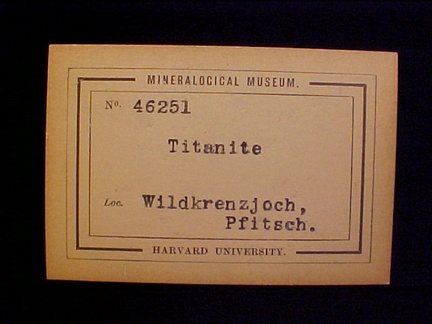 MINERALOGICAL MUSEUM.
No. 46251
Titanite
Loc. Wildkrenzjoch,
Pfitsch.
HARVARD UNIVERSITY.